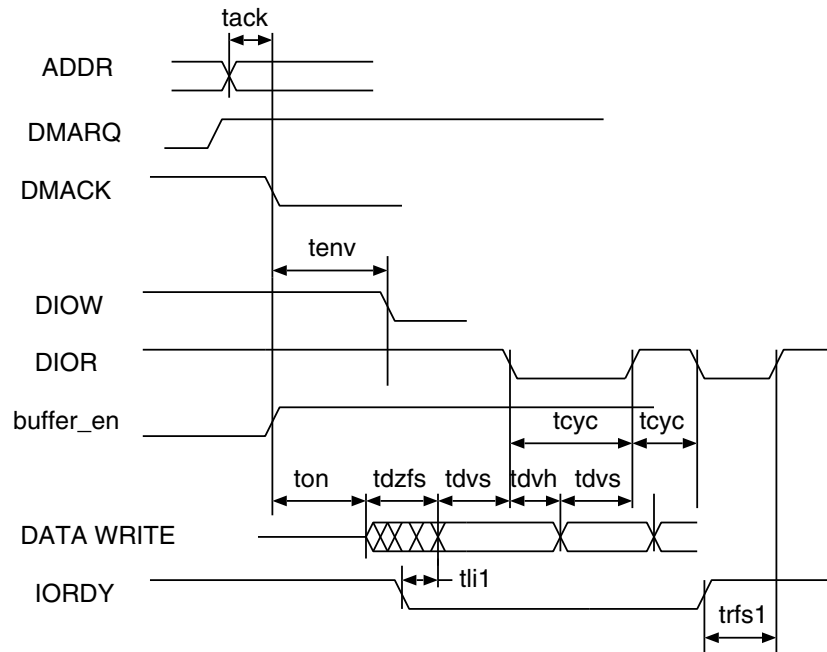 tack
ADDR
DMARQ
DMACK
tenv
DIOW
DIOR
buffer_en
tcyc tcyc
ton tdzfs tdvs tdvh tdvs
DATA WRITE
tli1
IORDY
trfs1